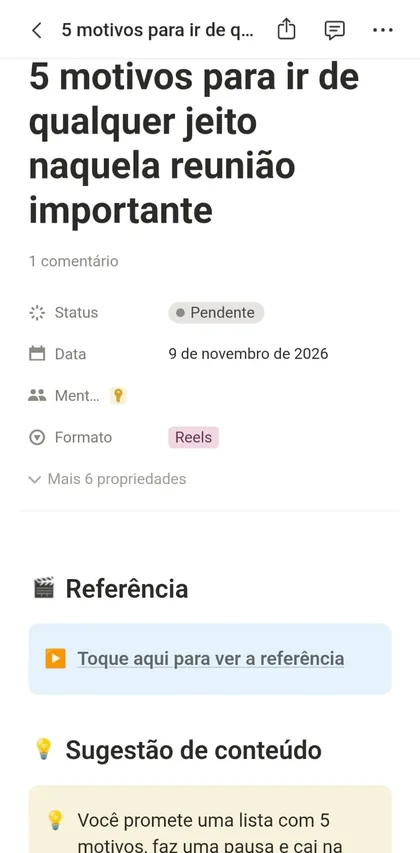 5 motivos para ir de q...
5 motivos para ir de
qualquer jeito
naquela reunião
importante
1 comentário
Status Pendente
Data 9 de novembro de 2026
Ment...
Formato Reels
Mais 6 propriedades
Referência
Toque aqui para ver a referência
Sugestão de conteúdo
Você promete uma lista com 5
motivos, faz uma pausa e cai na